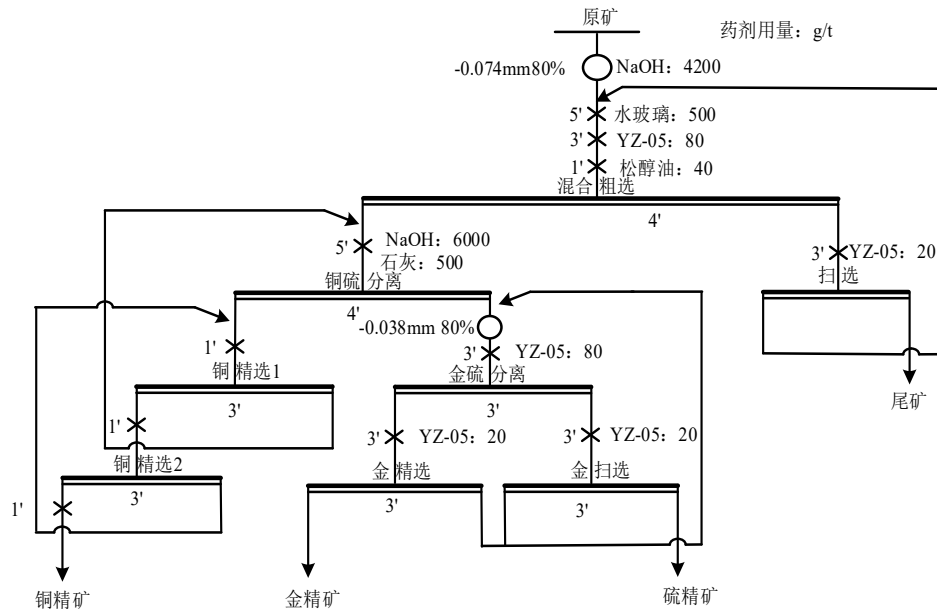 原矿
药剂用量：g/t
-0.074mm80%
NaOH：4200
5'
水玻璃：500
3'
YZ-05：80
1'
松醇油：40
混合粗选
4'
5'
NaOH：6000
石灰：500
3'
YZ-05：20
扫选
铜硫分离
4'
-0.038mm 80%
1'
3'
YZ-05：80
铜精选1
金硫分离
3'
3'
尾矿
1'
3'
YZ-05：20
3'
YZ-05：20
铜精选2
金精选
金扫选
3'
3'
3'
1'
铜精矿
金精矿
硫精矿